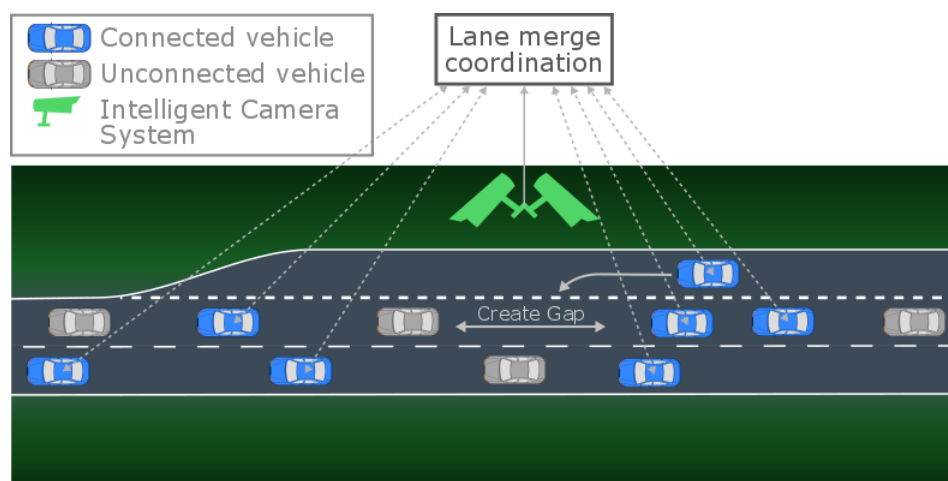 Connected vehicle
Unconnected vehicle
Intelligent Camera
System
Lane merge
coordination
Create Gap